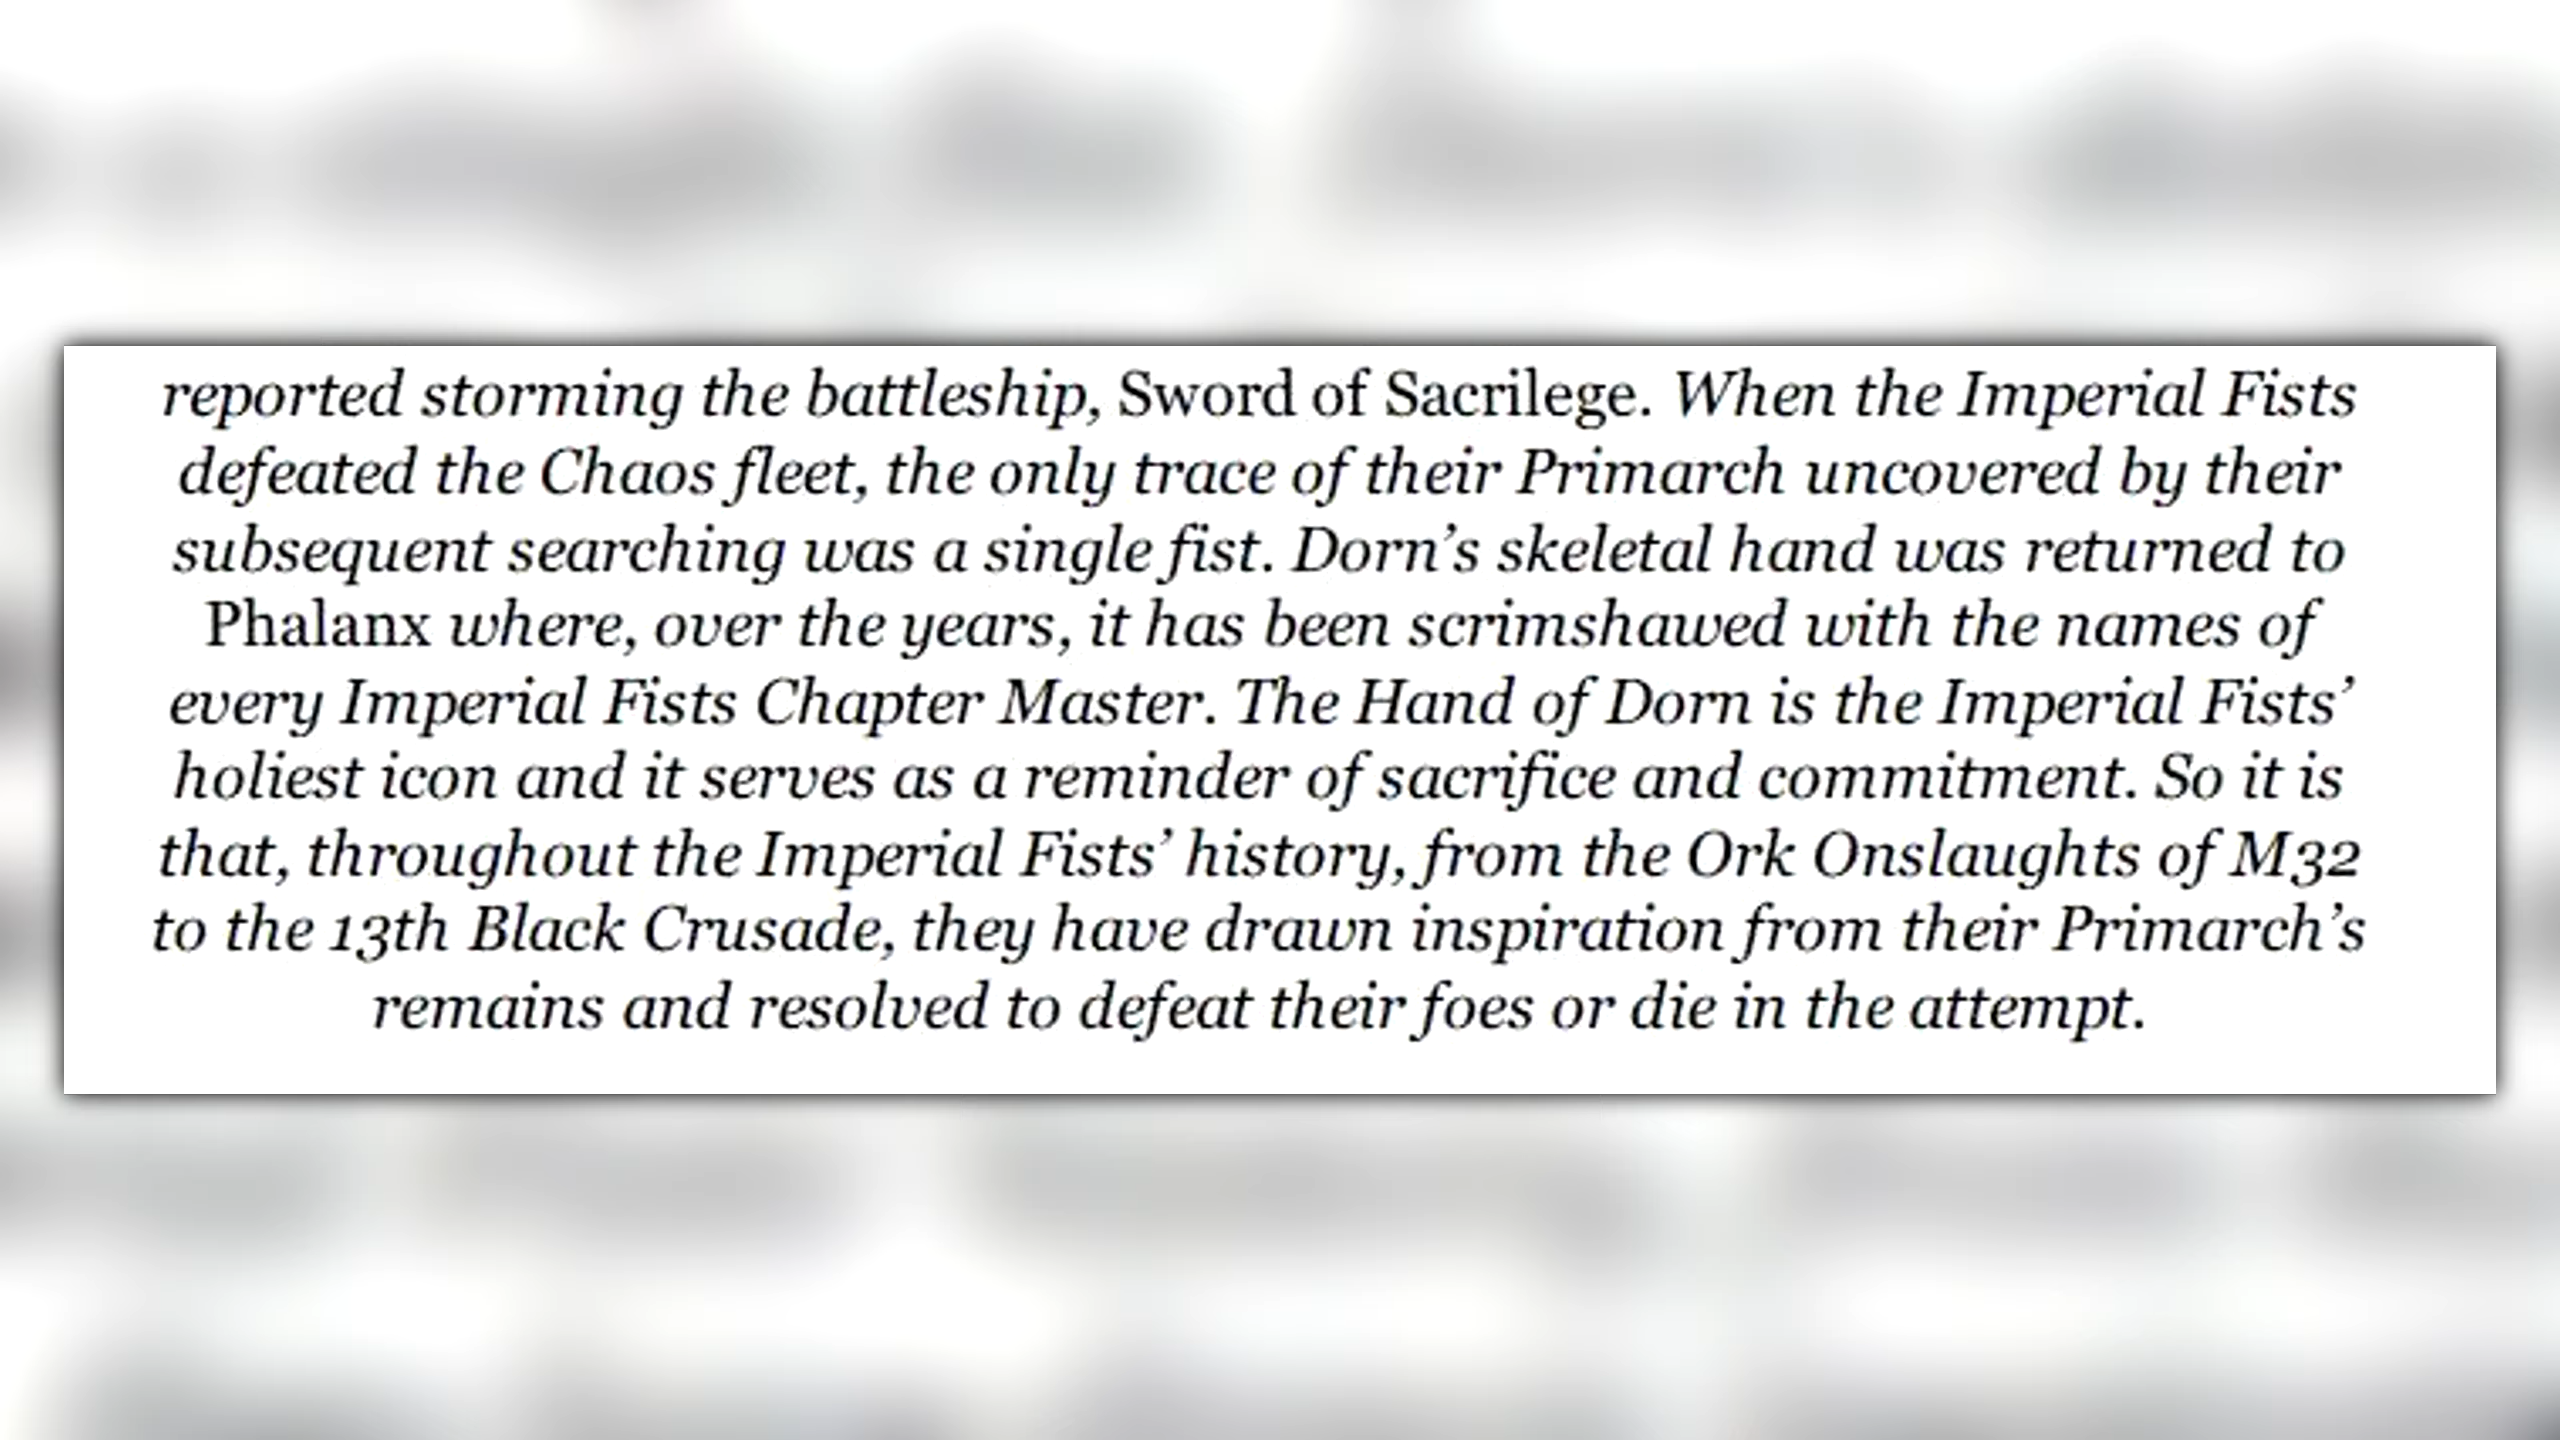 reported storming the battleship, Sword of Sacrilege. When the Imperial Fists
defeated the Chaos fleet, the only trace of their Primarch uncovered by their
subsequent searching was a single fist. Dorn’s skeletal hand was returned to
Phalanx where, over the years, it has been scrimshawed with the names of
every Imperial Fists Chapter Master. The Hand of Dorn is the Imperial Fists’
holiest icon and it serves as a reminder of sacrifice and commitment. So it is
that, throughout the Imperial Fists’ history, from the Ork Onslaughts of M32
to the 13th Black Crusade, they have drawn inspiration from their Primarch’s
remains and resolved to defeat their foes or die in the attempt.